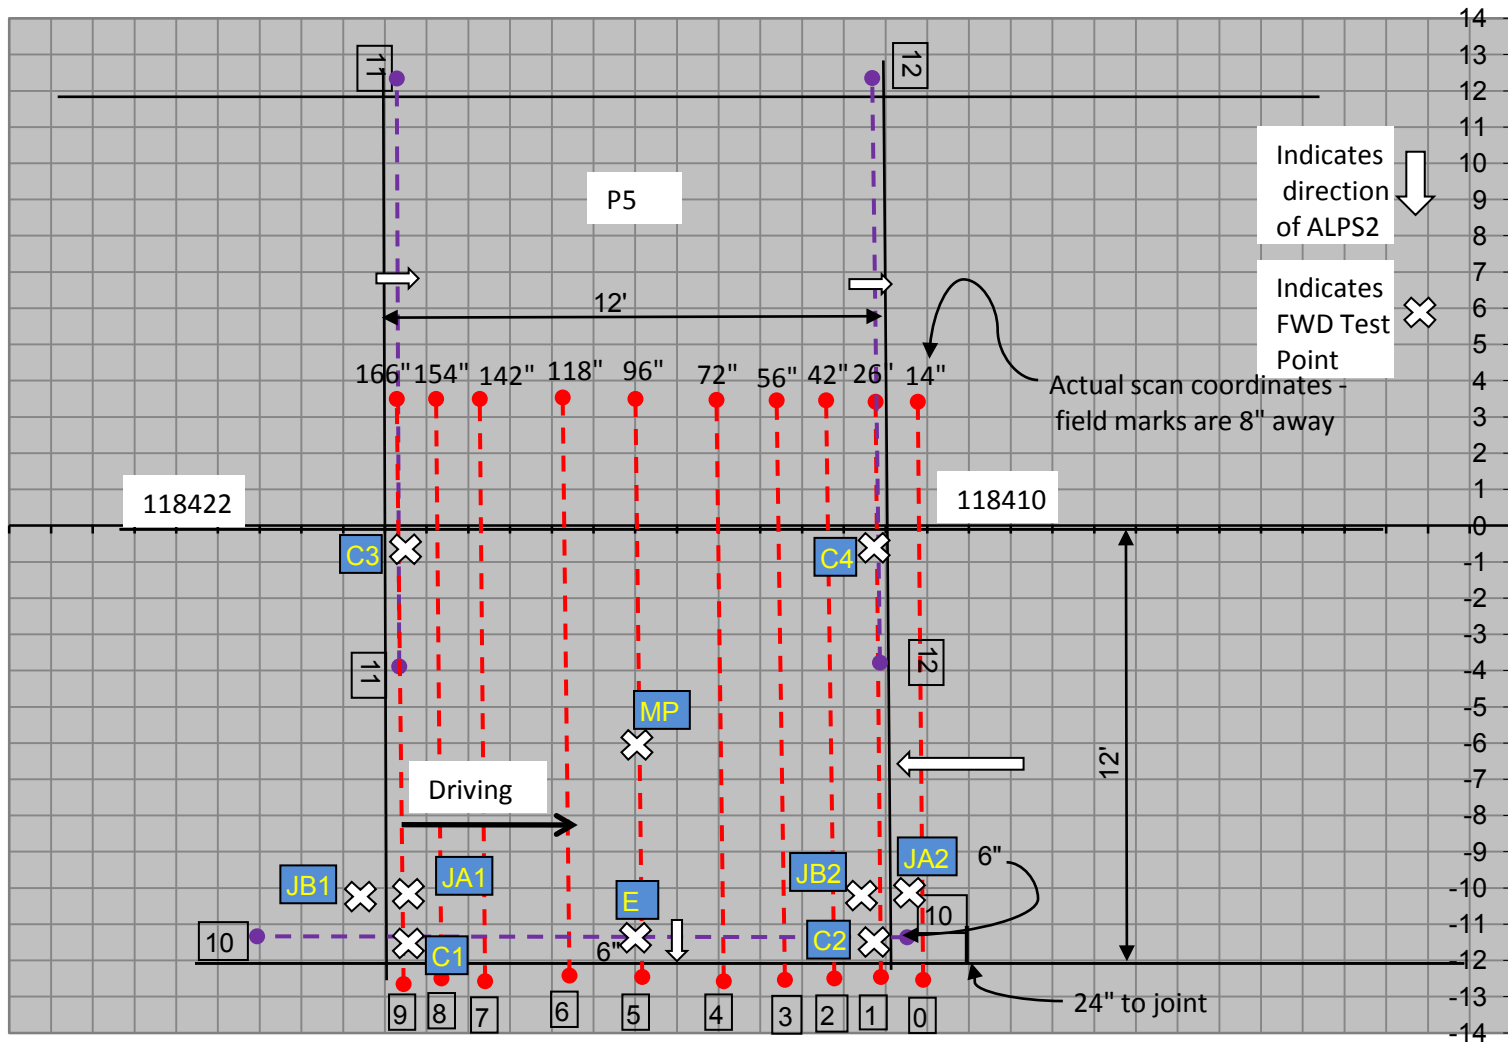 14
13
12
11
10
9
8
7
6
5
4
3
2
1
0
-1
-2
-3
-4
-5
-6
-7
-8
-9
-10
-11
-12
-13
-14
11
12
P5
Indicates
direction
of ALPS2
Indicates
FWD Test
Point
12'
166"
154"
142"
118"
96"
72"
56"
42"
26"
14"
Actual scan coordinates -
field marks are 8" away
118422
118410
C3
C4
11
12
MP
12'
Driving
JB1
JA1
E
JB2
JA2
6"
10
10
C1
6"
C2
24" to joint
9
8
7
6
5
4
3
2
1
0